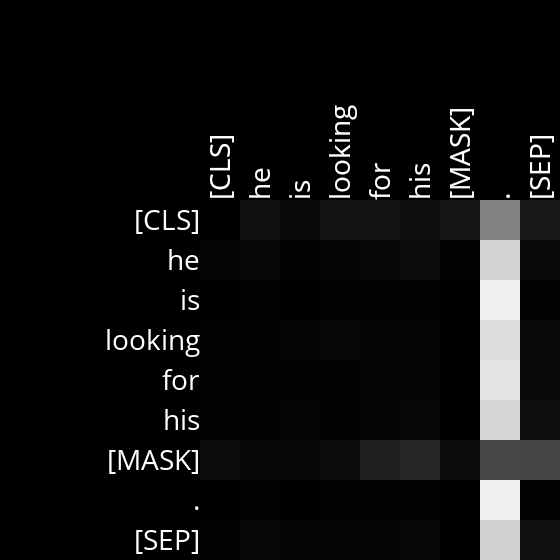 [CLS] he is looking for his [MASK] . [SEP]
[CLS]
he
is
looking
for
his
[MASK]
.
[SEP]